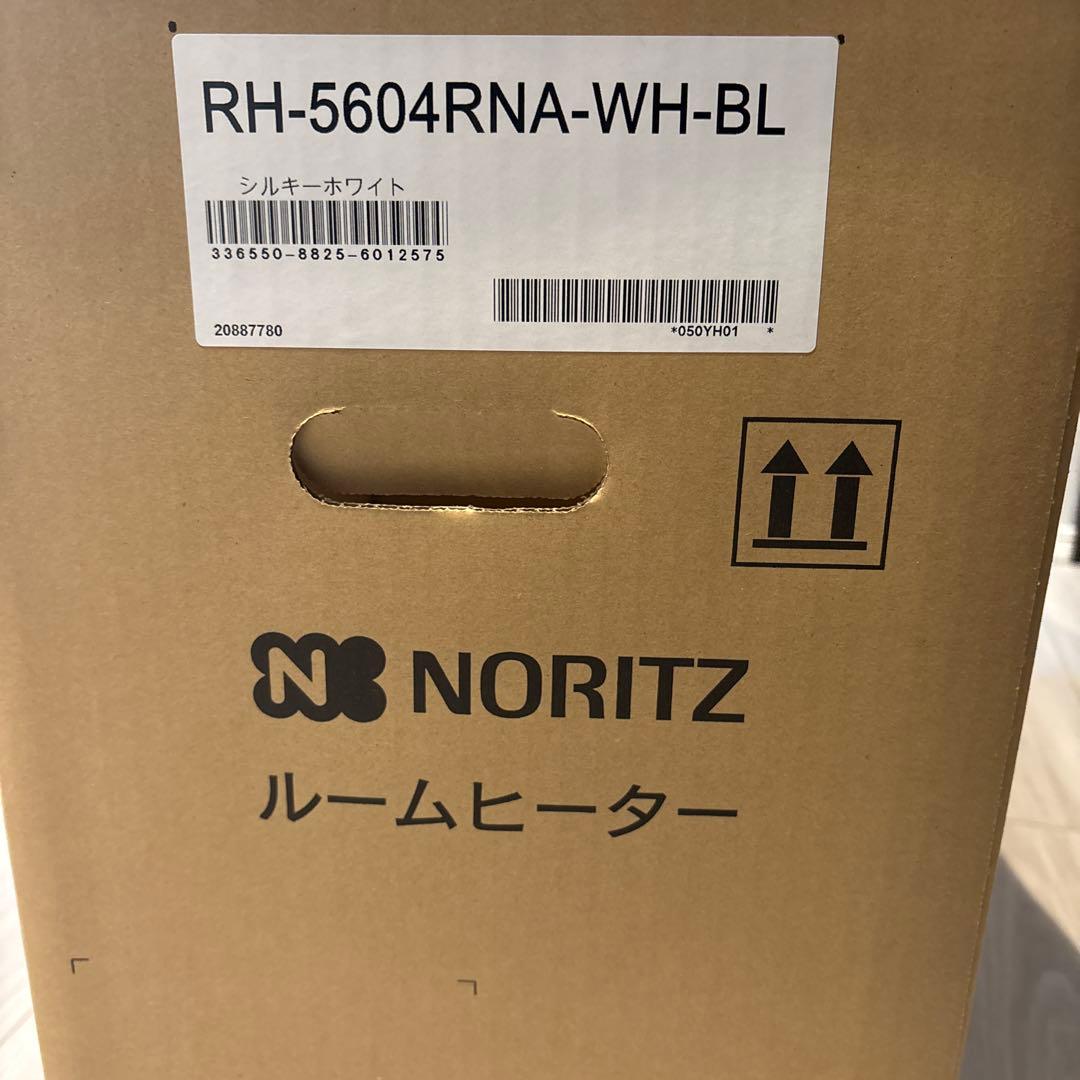 RH-5604RNA-WH-BL
シルキーホワイト
336550-8825-6012575
20887780
*050YH01 *
NORITZ
ルームヒーター